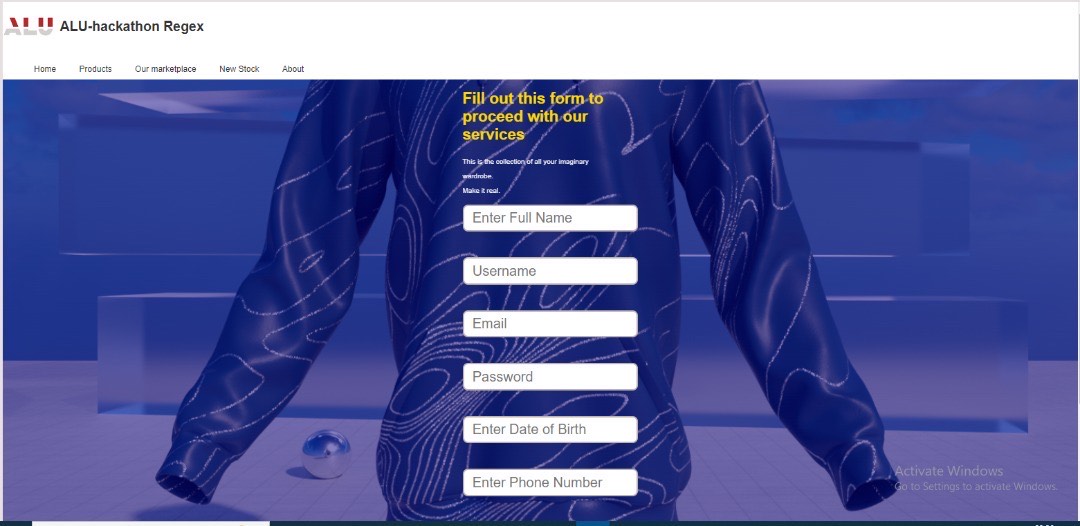 ALU ALU-hackathon Regex
Home Products Our marketplace New Stock About
Fill out this form to
proceed with our
services
This is the collection of all your imaginary
wardrobe.
Make it real.
Enter Full Name
Username
Email
Password
Enter Date of Birth
Enter Phone Number
Activate Windows
Go to Settings to activate Windows.